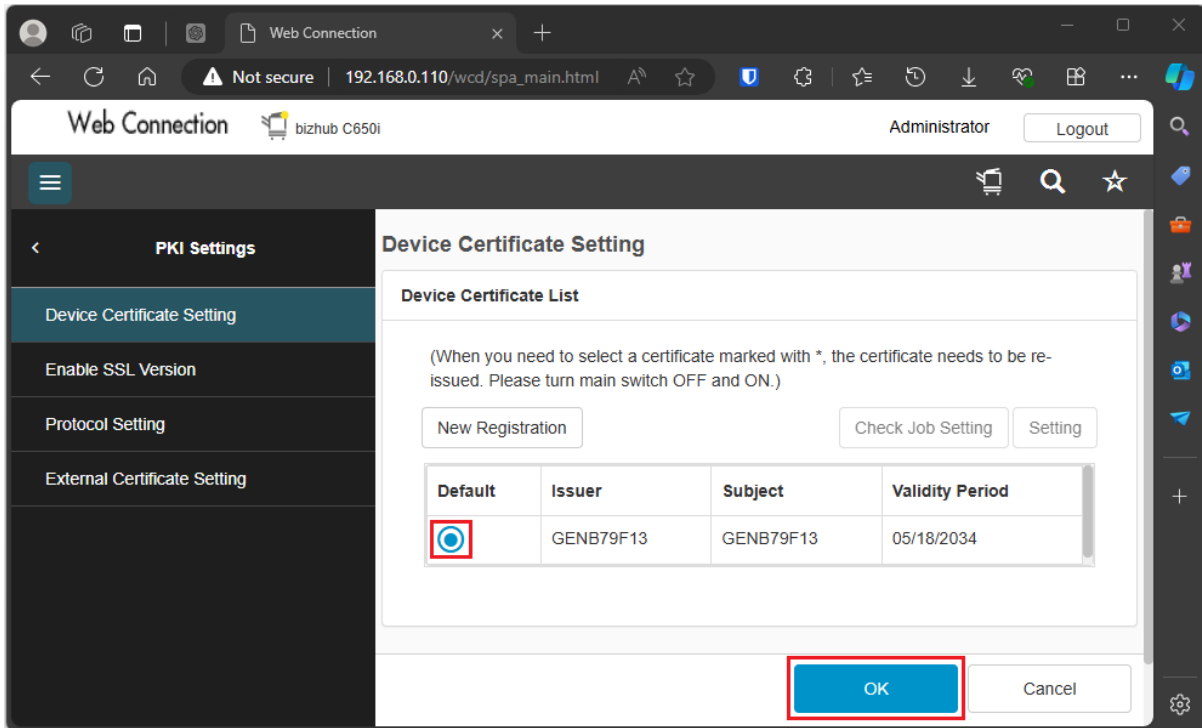 Web Connection
Not secure 192.168.0.110/wcd/spa_main.html
Web Connection bizhub C650i Administrator Logout
PKI Settings
Device Certificate Setting
Enable SSL Version
Protocol Setting
External Certificate Setting
Device Certificate Setting
Device Certificate List
(When you need to select a certificate marked with *, the certificate needs to be re-
issued. Please turn main switch OFF and ON.)
New Registration Check Job Setting Setting
Default Issuer Subject Validity Period
GENB79F13 GENB79F13 05/18/2034
OK Cancel